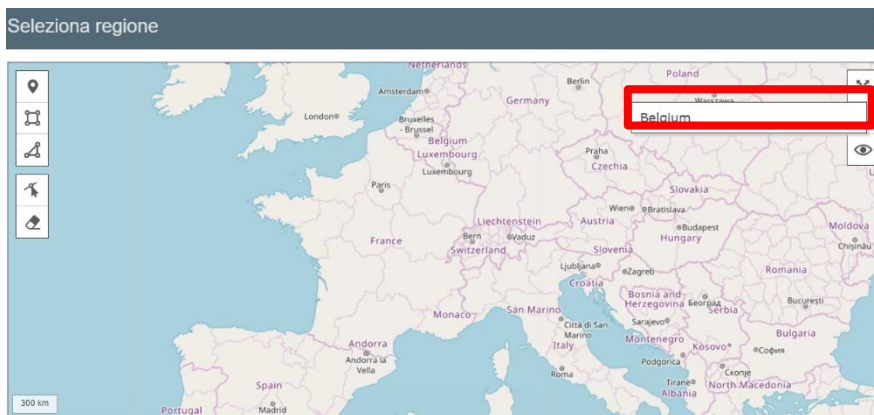 Seleziona regione
Netherlands
Berlin
Poland
Amsterdam
Germany
Warszawa
London
Belgium
Bruxelles
- Brussel
Belgium
Luxembourg
Luxembourg
Praha
Czechia
Paris
Slovakia
Wien
Bratislava
Liechtenstein
Austria
Budapest
Moldova
France
Bern
Vaduz
Switzerland
Hungary
Chișinău
Slovenia
Ljubljana
Zagreb
Romania
Croatia
Bosnia and
Herzegovina
Београд
Serbia
București
Monaco
San Marino
Città di San
Marino
Sarajevo
Italy
Montenegro
Kosovo*
Bulgaria
София
Andorra
Andorra la
Vella
Podgorica
Roma
Скопје
Tirane
Albania
North Macedonia
Spain
300 km
Portugal
Madrid